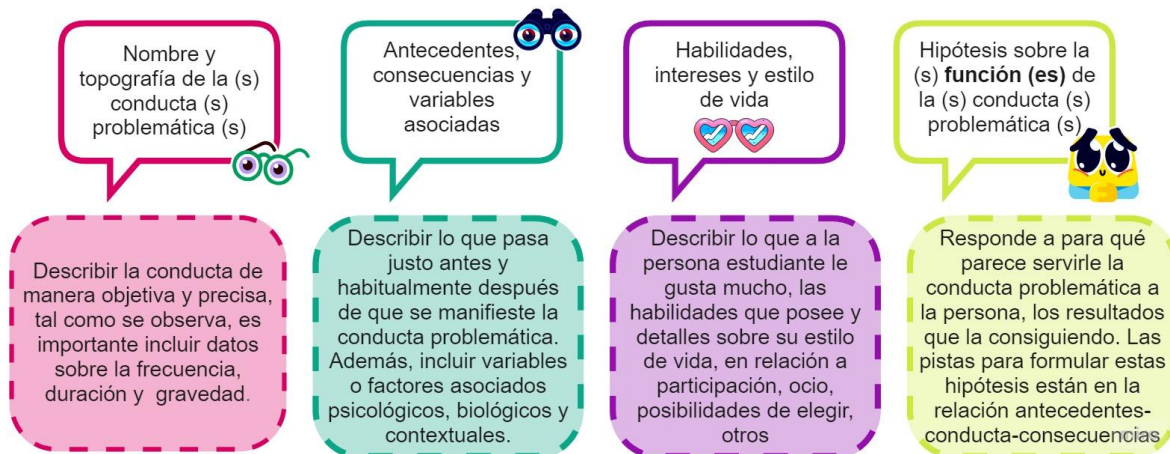 Nombre y
topografía de la (s)
conducta (s)
problemática (s)
Antecedentes,
consecuencias y
variables
asociadas
Habilidades,
intereses y estilo
de vida
Hipótesis sobre la
(s) función (es) de
la (s) conducta (s)
problemática (s)
Describir la conducta de
manera objetiva y precisa,
tal como se observa, es
importante incluir datos
sobre la frecuencia,
duración y gravedad.
Describir lo que pasa
justo antes y
habitualmente después
de que se manifieste la
conducta problemática.
Además, incluir variables
o factores asociados
psicológicos, biológicos y
contextuales.
Describir lo que a la
persona estudiante le
gusta mucho, las
habilidades que posee y
detalles sobre su estilo
de vida, en relación a
participación, ocio,
posibilidades de elegir,
otros
Responde a para qué
parece servirle la
conducta problemática a
la persona, los resultados
que la consiguiendo. Las
pistas para formular estas
hipótesis están en la
relación antecedentes-
conducta-consecuencias